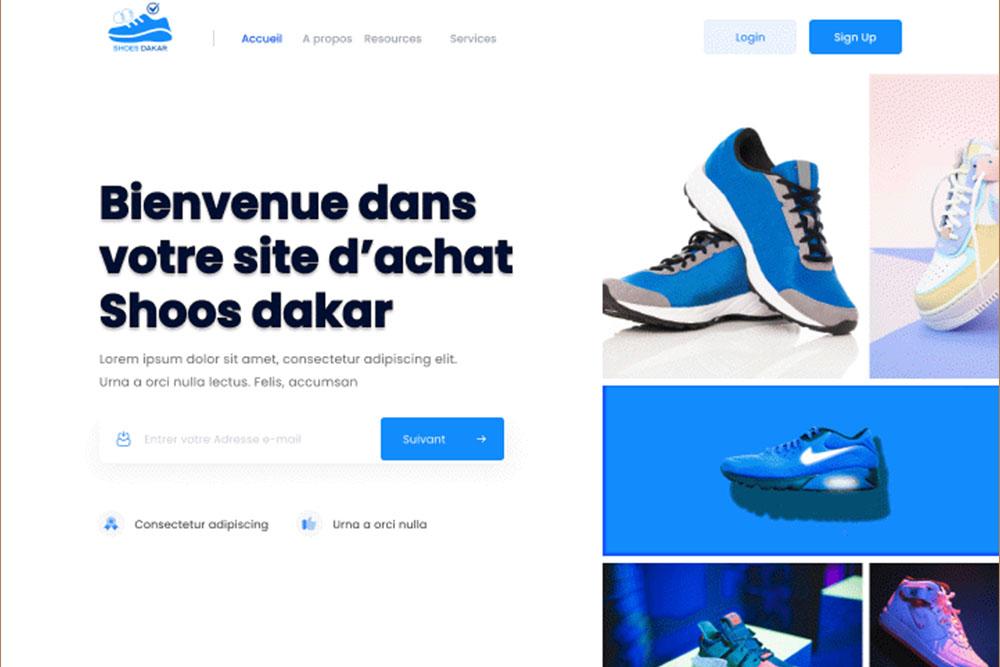 SHOES DAKAR
Accueil
A propos
Resources
Services
Login
Sign Up
Bienvenue dans
votre site d’achat
Shoos dakar
Lorem ipsum dolor sit amet, consectetur adipiscing elit.
Urna a orci nulla lectus. Felis, accumsan
Entrer votre Adresse e-mail
Suivant →
Consectetur adipiscing
Urna a orci nulla